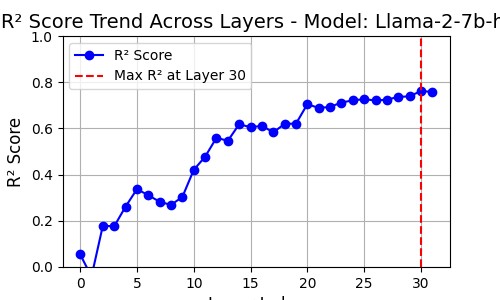 R² Score Trend Across Layers - Model: Llama-2-7b-h
R² Score
Max R² at Layer 30
R² Score
1.0
0.8
0.6
0.4
0.2
0.0
0 5 10 15 20 25 30